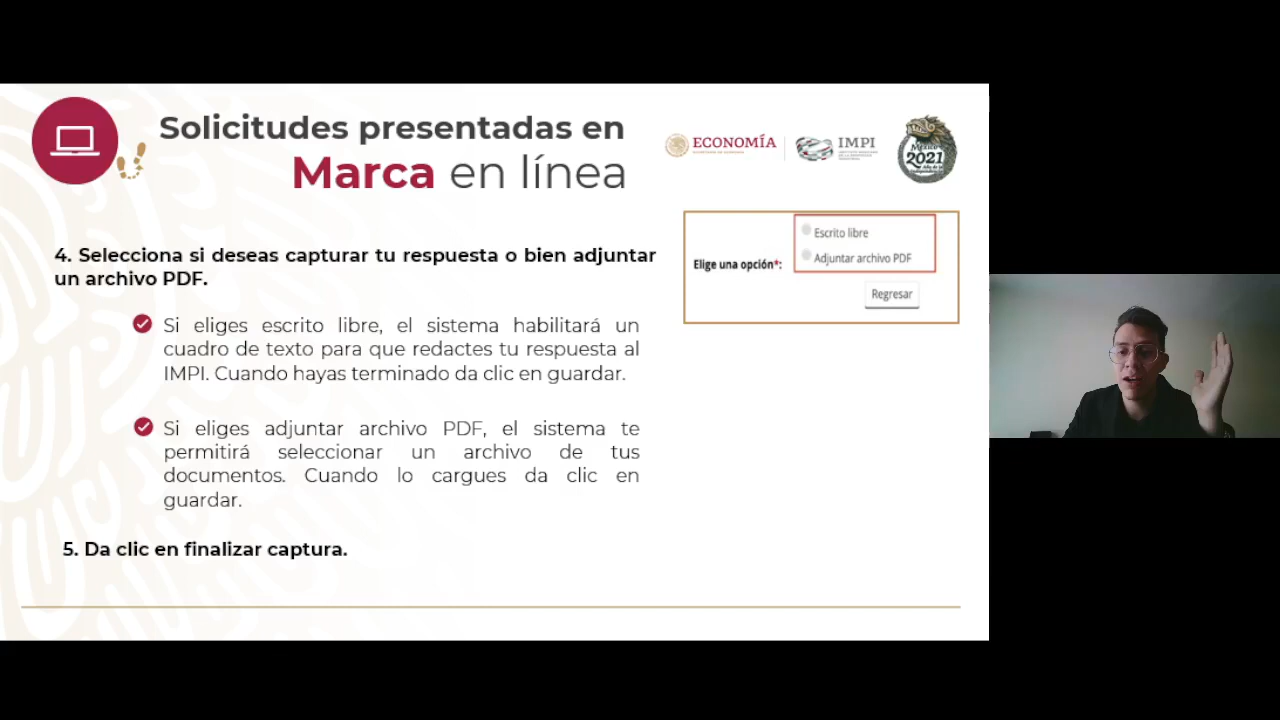 Solicitudes presentadas en
Marca en línea
ECONOMÍA
IMPI
México
2021
4. Selecciona si deseas capturar tu respuesta o bien adjuntar
un archivo PDF.
Si eliges escrito libre, el sistema habilitará un
cuadro de texto para que redactes tu respuesta al
IMPI. Cuando hayas terminado da clic en guardar.
Si eliges adjuntar archivo PDF, el sistema te
permitirá seleccionar un archivo de tus
documentos. Cuando lo cargues da clic en
guardar.
5. Da clic en finalizar captura.
Escrito libre
Elige una opción*:
Adjuntar archivo PDF
Regresar